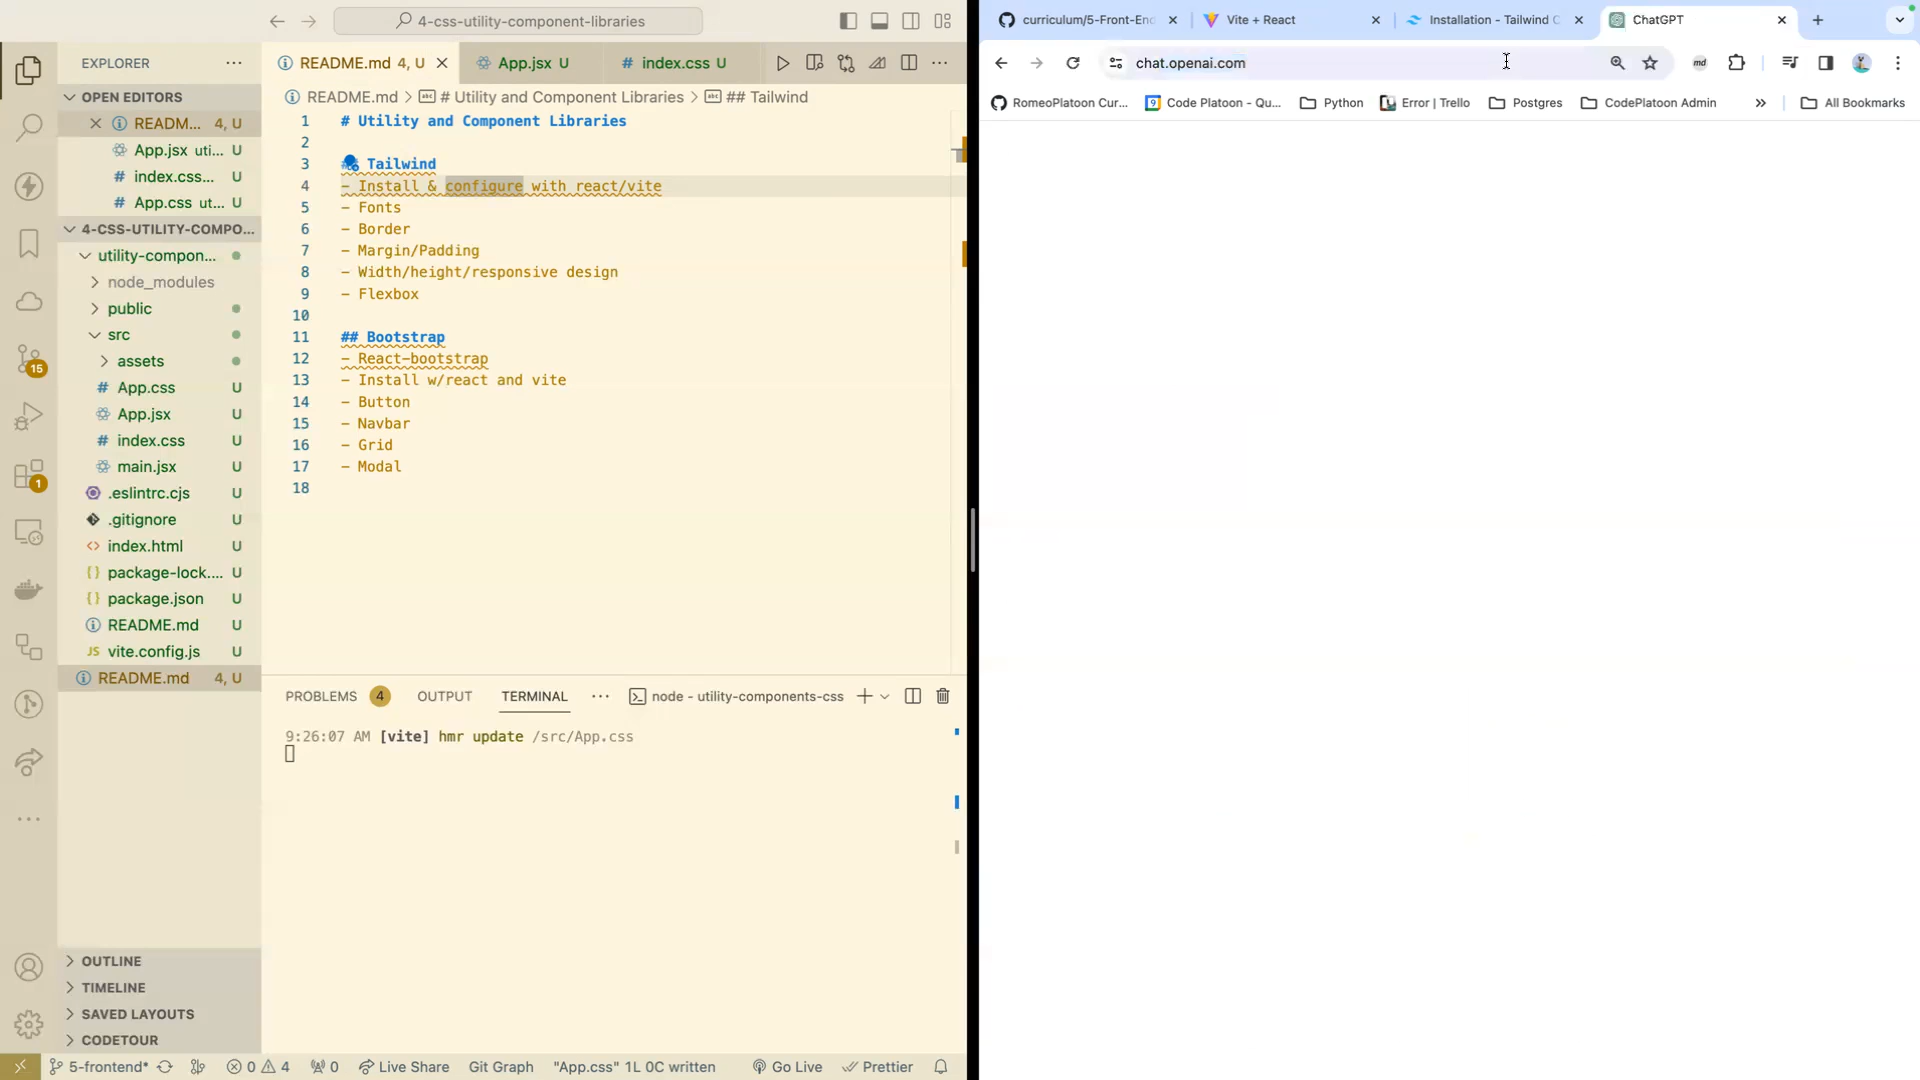 4-css-utility-component-libraries
EXPLORER
OPEN EDITORS
READM... 4, U
App.jsx uti... U
index.css... U
App.css ut... U
4-CSS-UTILITY-COMPO...
utility-compon...
node_modules
public
src
assets
App.css U
App.jsx U
index.css U
main.jsx U
.eslintrc.cjs U
.gitignore U
index.html U
package-lock.... U
package.json U
README.md U
vite.config.js U
README.md 4, U
OUTLINE
TIMELINE
SAVED LAYOUTS
CODETOUR
15
1
README.md 4, U
App.jsx U
index.css U
README.md > # Utility and Component Libraries > ## Tailwind
1 # Utility and Component Libraries
2
3 ## Tailwind
4 - Install & configure with react/vite
5 - Fonts
6 - Border
7 - Margin/Padding
8 - Width/height/responsive design
9 - Flexbox
10
11 ## Bootstrap
12 - React-bootstrap
13 - Install w/react and vite
14 - Button
15 - Navbar
16 - Grid
17 - Modal
18
PROBLEMS 4 OUTPUT TERMINAL ... node - utility-components-css
9:26:07 AM [vite] hmr update /src/App.css
5-frontend* 0 4 0 Live Share Git Graph "App.css" 1L 0C written Go Live Prettier
curriculum/5-Front-End
Vite + React
Installation - Tailwind C
ChatGPT
chat.openai.com
md
RomeoPlatoon Cur...
9 Code Platoon - Qu...
Python
Error | Trello
Postgres
CodePlatoon Admin
»
All Bookmarks